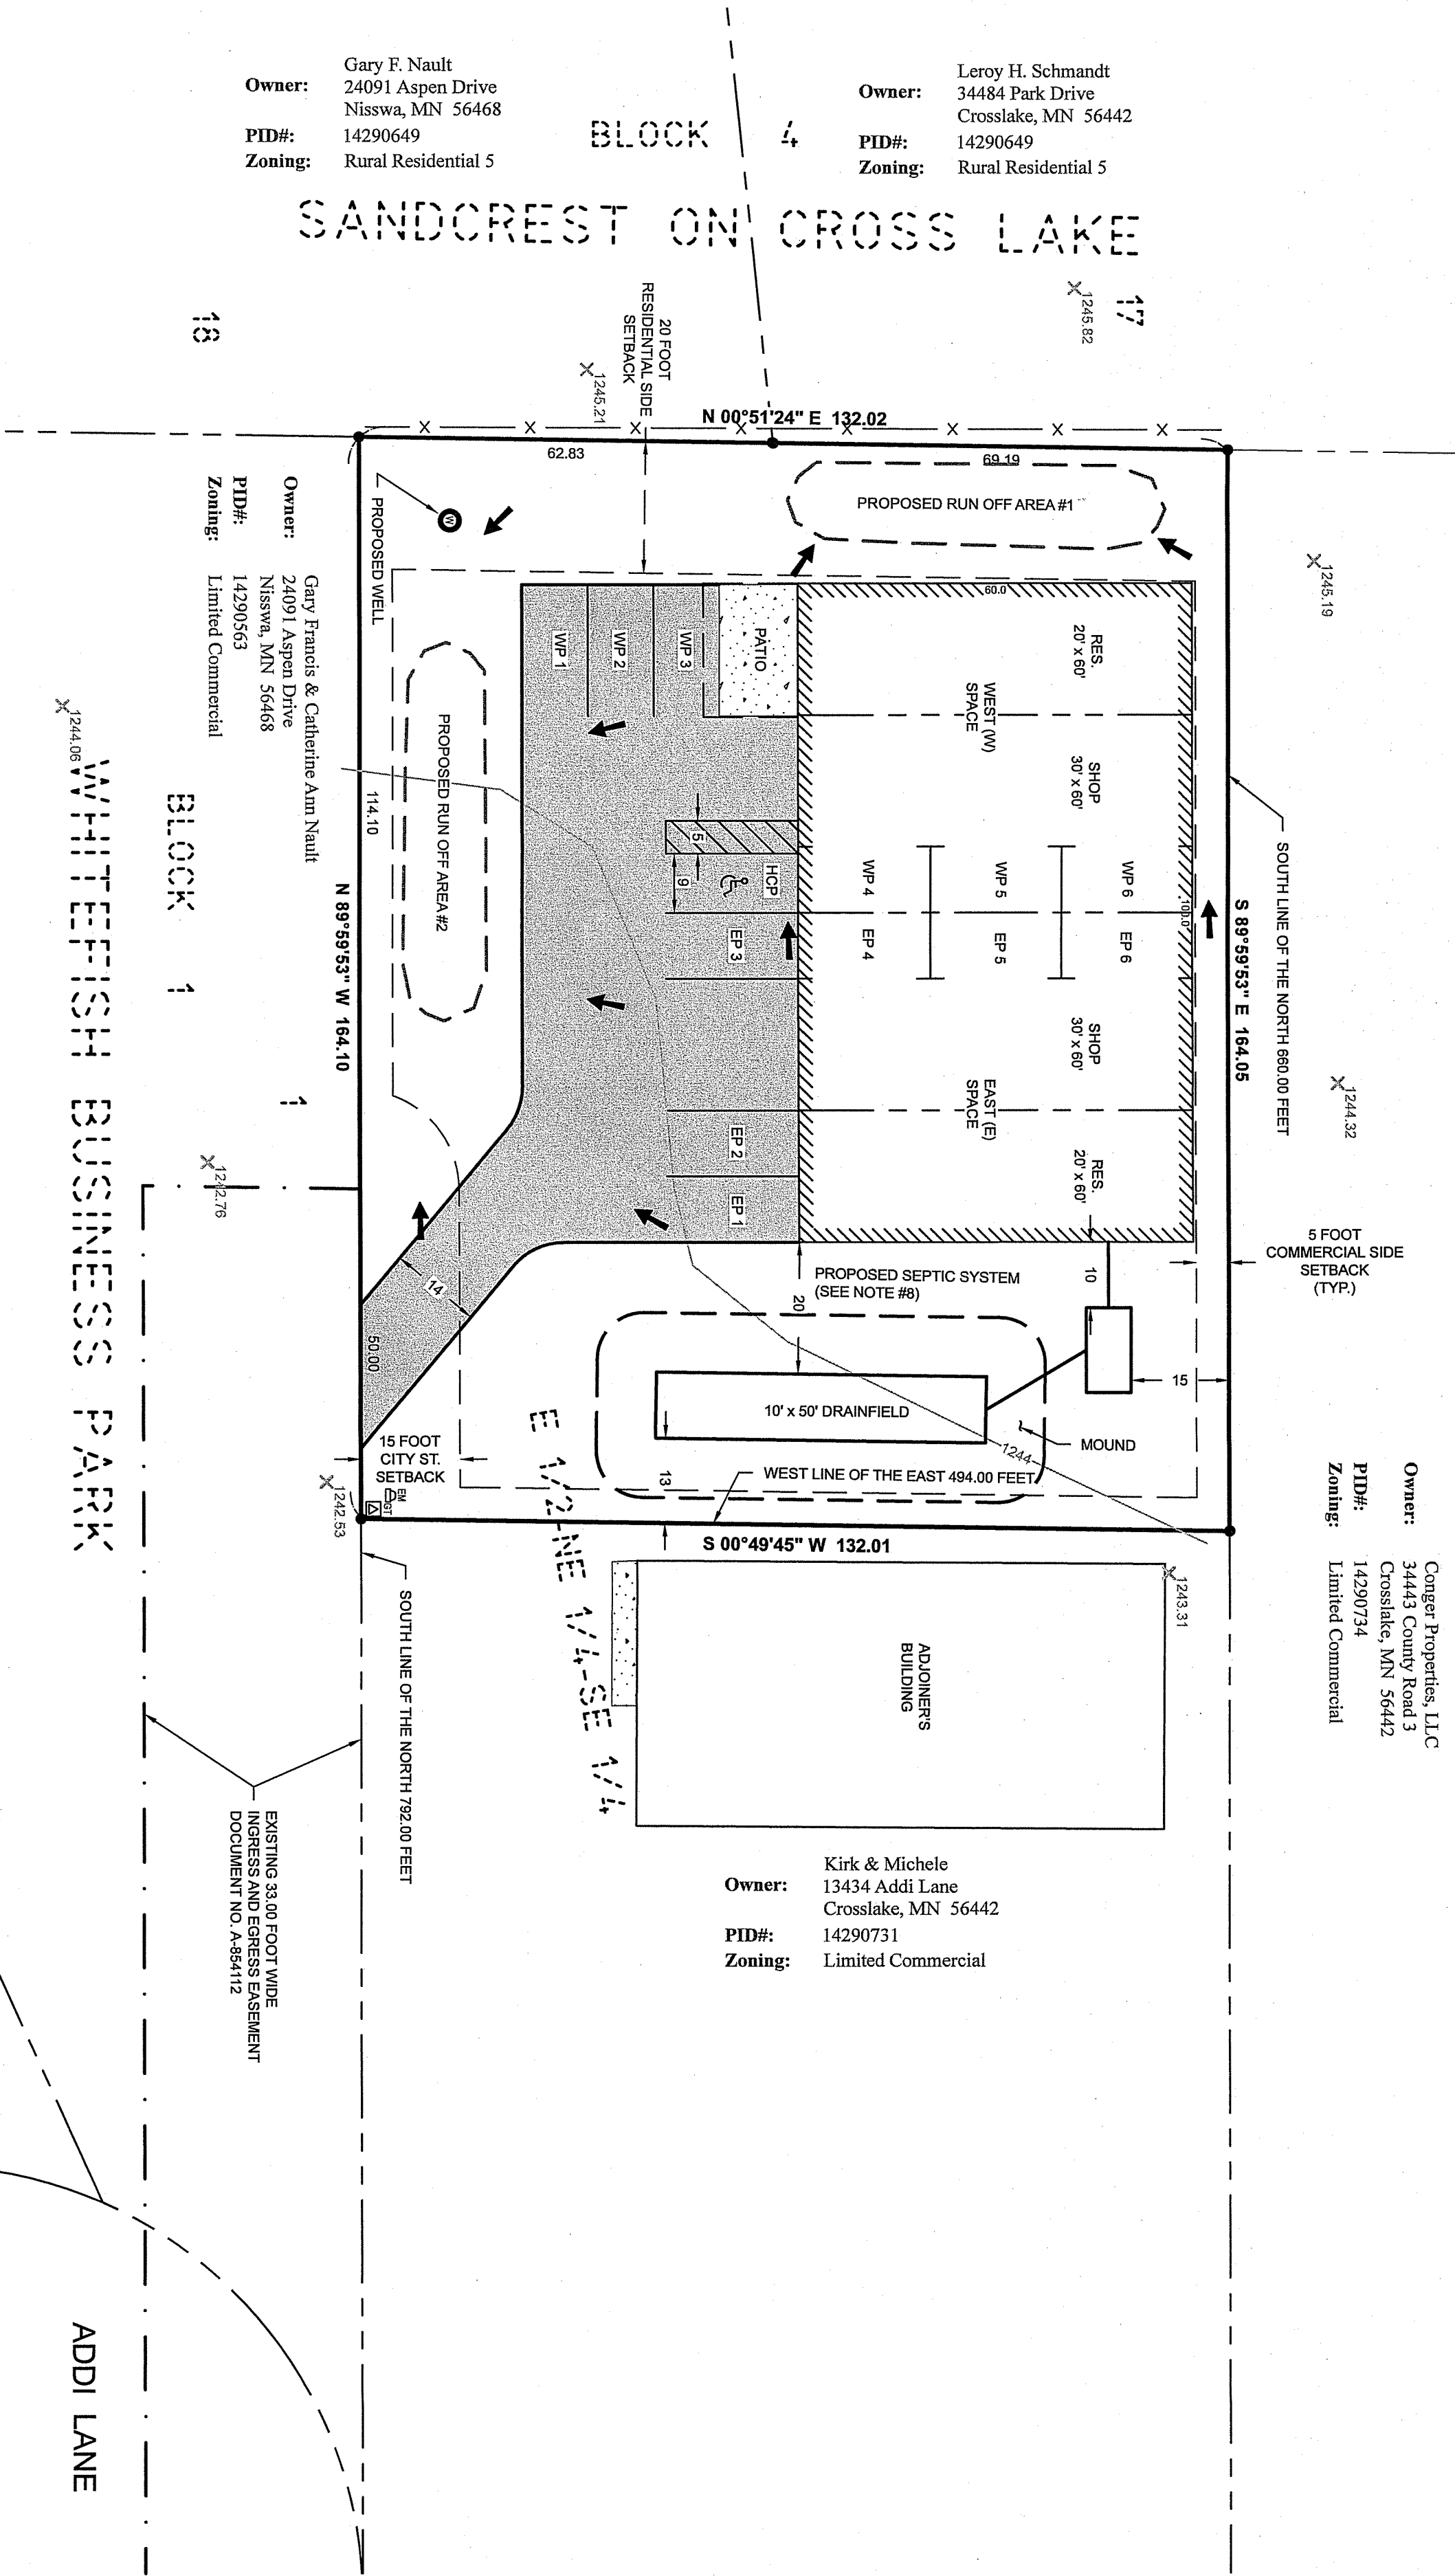 Owner:
Gary F. Nault
24091 Aspen Drive
Nisswa, MN  56468
PID#:
14290649
Zoning:
Rural Residential 5
BLOCK 4
Owner:
Leroy H. Schmandt
34484 Park Drive
Crosslake, MN  56442
PID#:
14290649
Zoning:
Rural Residential 5
SANDCREST ON CROSS LAKE
17
1245.82
18
20 FOOT
RESIDENTIAL SIDE
SETBACK
1245.21
N 00°51'24" E  132.02
62.83
69.19
PROPOSED RUN OFF AREA #1
PROPOSED WELL
W
Owner:
Gary Francis & Catherine Ann Nault
24091 Aspen Drive
Nisswa, MN  56468
PID#:
14290563
Zoning:
Limited Commercial
1245.19
60.0
RES.
20' x 60'
WEST (W)
SPACE
SHOP
30' x 60'
PATIO
WP 1
WP 2
WP 3
PROPOSED RUN OFF AREA #2
114.10
5
9
HCP
EP 3
WP 4
WP 5
WP 6
EP 4
EP 5
EP 6
100.0
SOUTH LINE OF THE NORTH 660.00 FEET
S 89°59'53" E  164.05
N 89°59'53" W  164.10
1244.06
BLOCK 1
1
WHITEFISH BUSINESS PARK
1244.32
SHOP
30' x 60'
EAST (E)
SPACE
RES.
20' x 60'
EP 2
EP 1
1242.76
5 FOOT
COMMERCIAL SIDE
SETBACK
(TYP.)
PROPOSED SEPTIC SYSTEM
(SEE NOTE #8)
10
20
14
50.00
15
10' x 50' DRAINFIELD
MOUND
1244
15 FOOT
CITY ST.
SETBACK
EM
GT
13
WEST LINE OF THE EAST 494.00 FEET
1242.53
S 00°49'45" W  132.01
E 1/2-NE 1/4-SE 1/4
1243.31
Owner:
Conger Properties, LLC
34443 County Road 3
Crosslake, MN  56442
PID#:
14290734
Zoning:
Limited Commercial
ADJOINER'S
BUILDING
SOUTH LINE OF THE NORTH 792.00 FEET
EXISTING 33.00 FOOT WIDE
INGRESS AND EGRESS EASEMENT
DOCUMENT NO. A-854112
Owner:
Kirk & Michele
13434 Addi Lane
Crosslake, MN  56442
PID#:
14290731
Zoning:
Limited Commercial
ADDI LANE